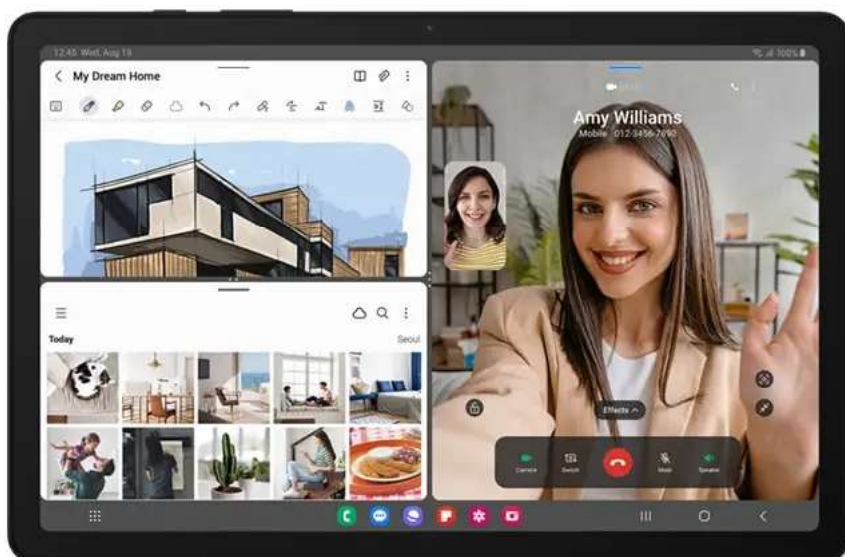 12:45 Wed, Aug 19
100%
My Dream Home
Today
Seoul
Amy Williams
Mobile 012-3456-7890
Effects
Camera
Switch
Mute
Speaker